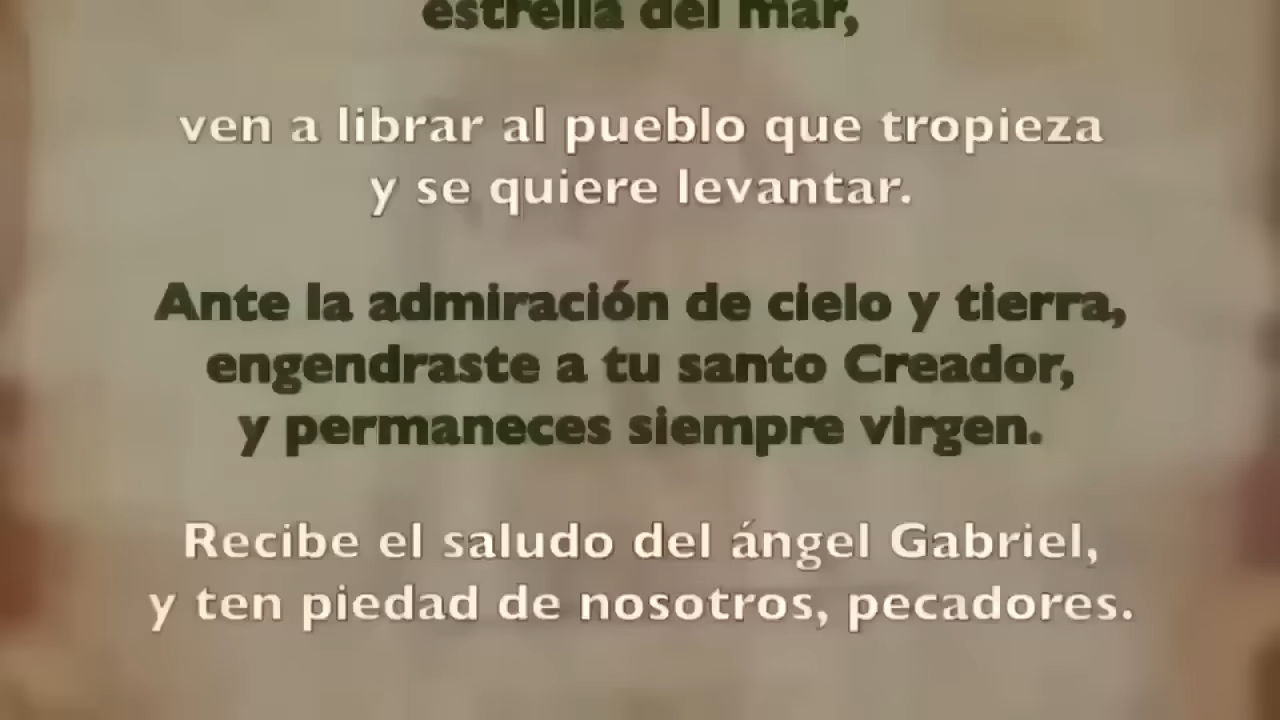 estrella del mar,
ven a librar al pueblo que tropieza
y se quiere levantar.
Ante la admiración de cielo y tierra,
engendraste a tu santo Creador,
y permaneces siempre virgen.
Recibe el saludo del ángel Gabriel,
y ten piedad de nosotros, pecadores.